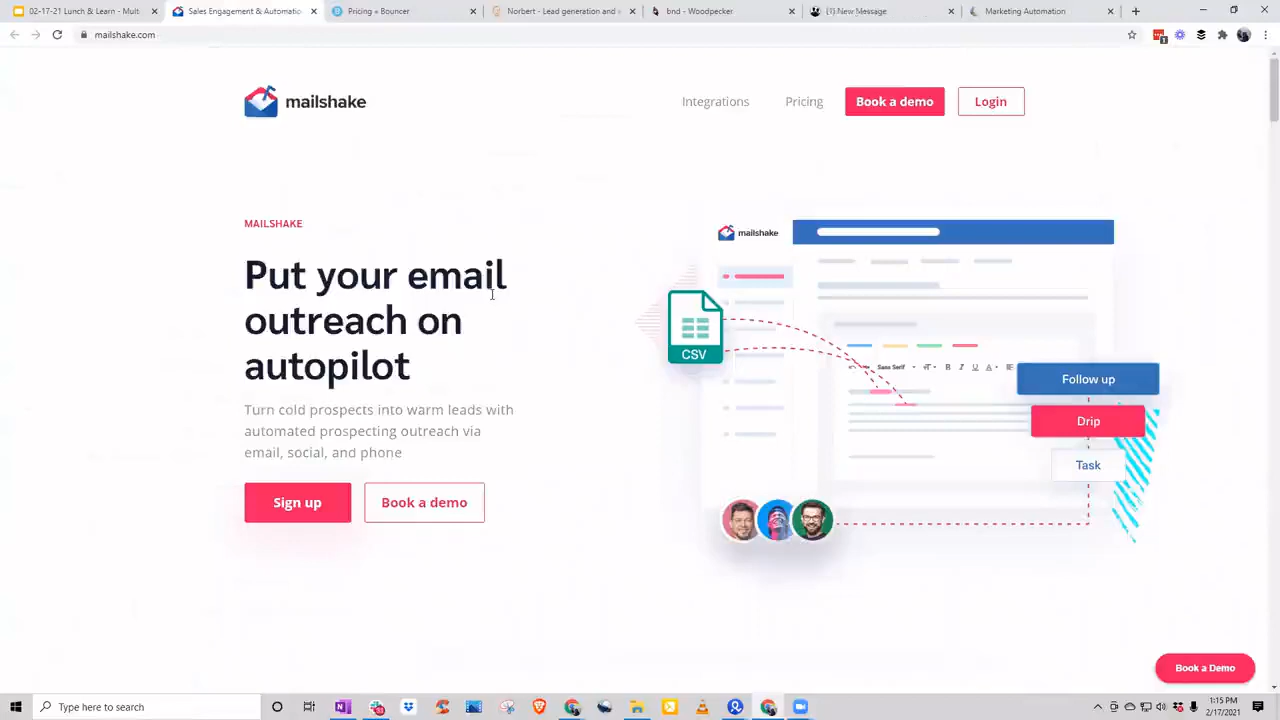 02-17-21 Lunch & Learn - Multi
Sales Engagement & Automatio
Pricing • Bouncer
Norbert - Lead generation and e
bnd - Woodpecker
New Message
Marketing Automation
mailshake.com
mailshake
Integrations
Pricing
Book a demo
Login
MAILSHAKE
Put your email
outreach on
autopilot
Turn cold prospects into warm leads with
automated prospecting outreach via
email, social, and phone
Sign up
Book a demo
mailshake
CSV
Sans Serif
Follow up
Drip
Task
Book a Demo
Type here to search
1:15 PM
2/17/2021